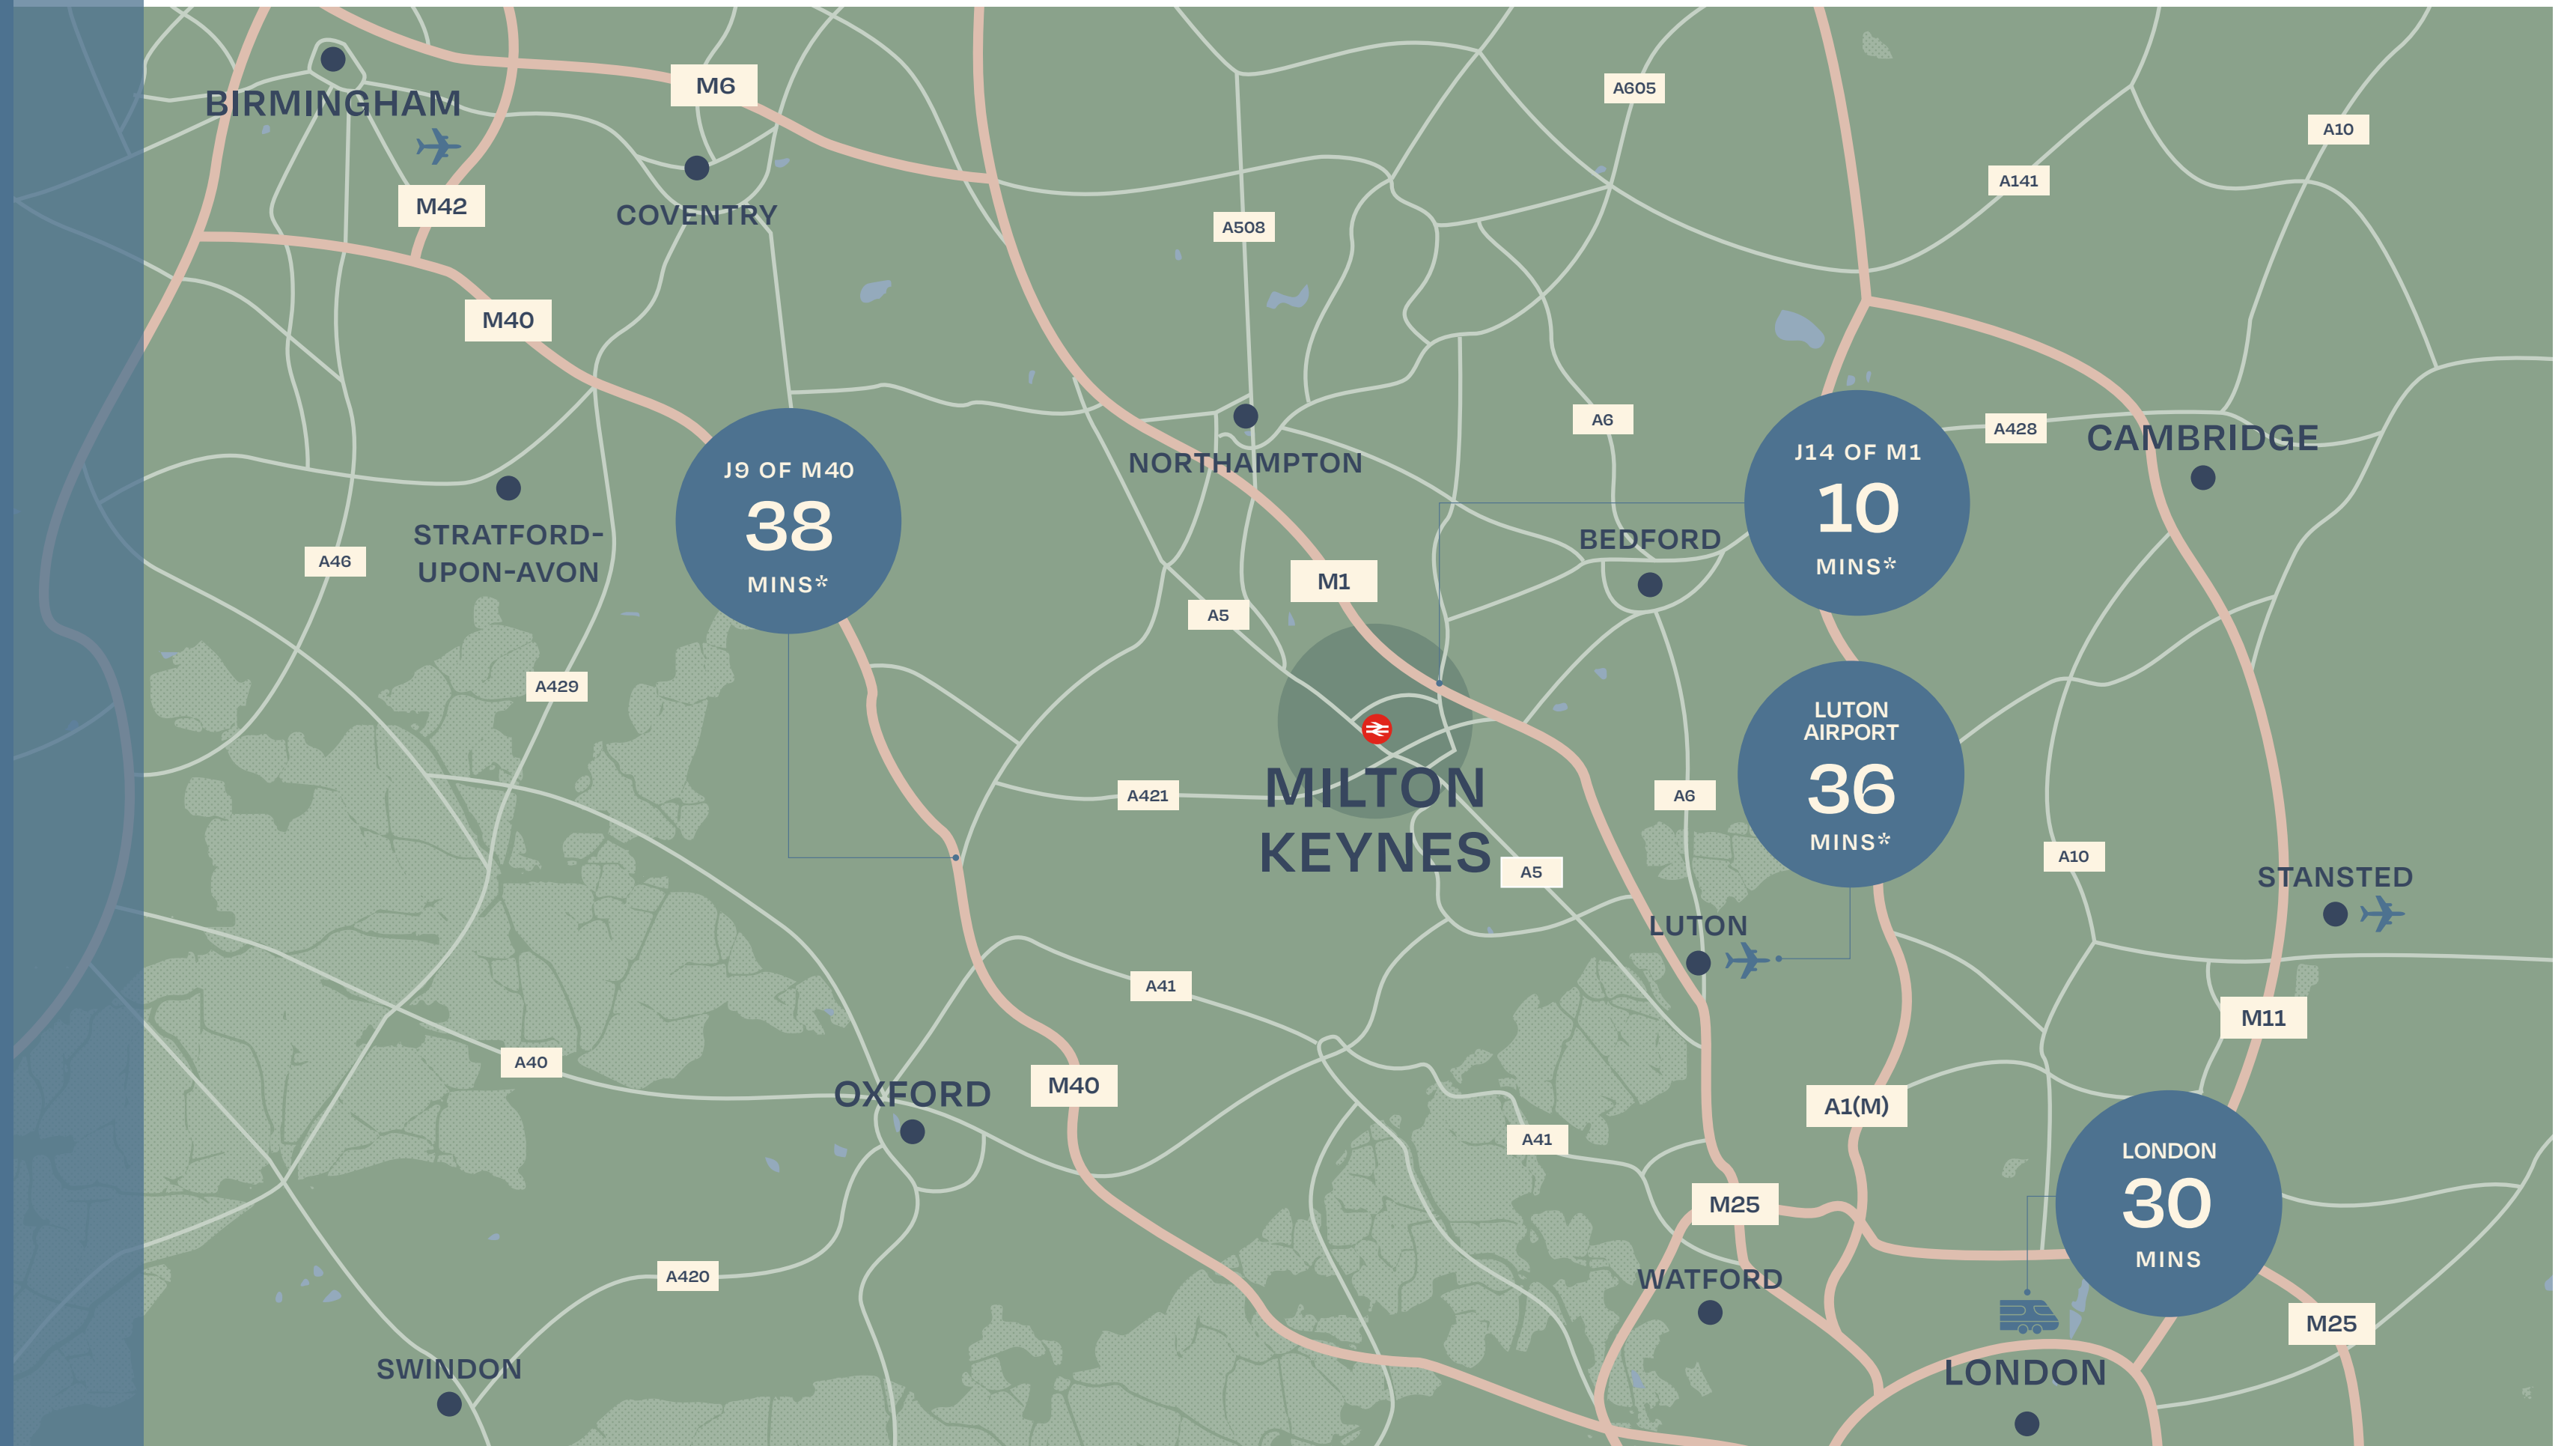 M6
A605
BIRMINGHAM
A10
A141
M42
COVENTRY
A508
M40
A6
A428
CAMBRIDGE
NORTHAMPTON
J14 OF M1
10
MINS*
J9 OF M40
38
MINS*
STRATFORD-
UPON-AVON
BEDFORD
A46
M1
A5
A429
LUTON
AIRPORT
36
MINS*
A421
MILTON
KEYNES
A6
A5
A10
STANSTED
LUTON
A41
M11
A40
OXFORD
M40
A1(M)
A41
LONDON
30
MINS
M25
A420
WATFORD
M25
SWINDON
LONDON